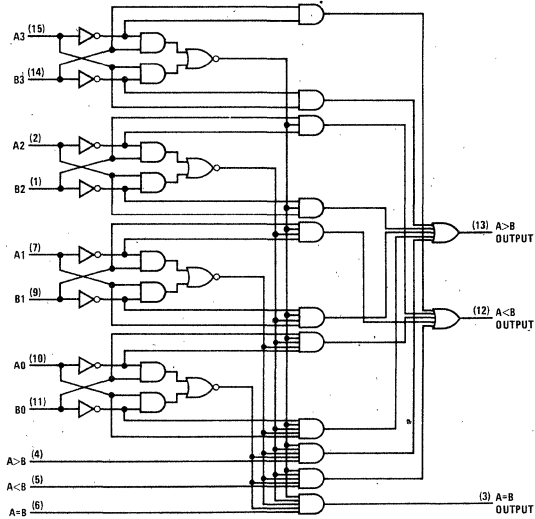 A3 (15)
B3 (14)
A2 (2)
B2 (1)
A1 (7)
B1 (9)
A0 (10)
B0 (11)
A>B (4)
A<B (5)
A=B (6)
(13) A>B
OUTPUT
(12) A<B
OUTPUT
(3) A=B
OUTPUT